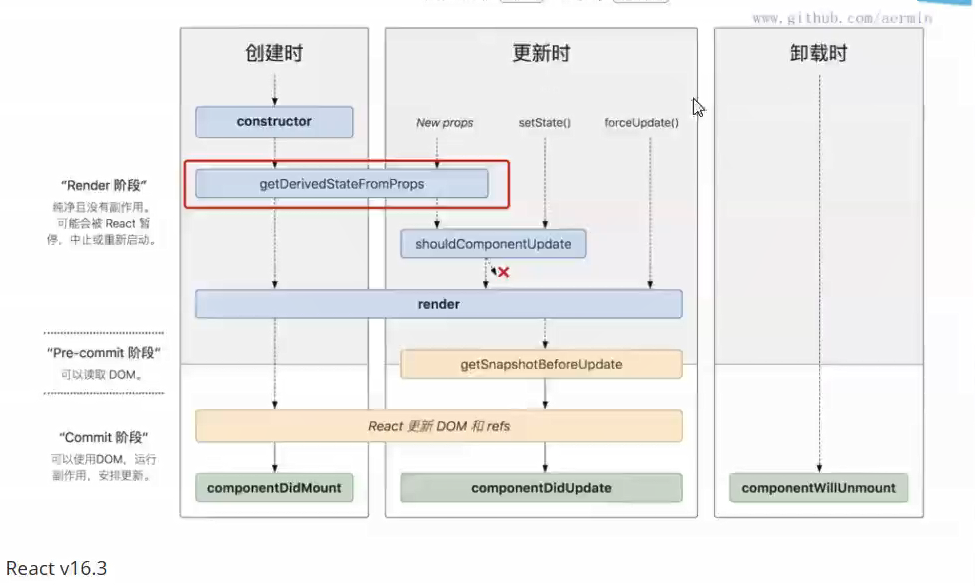 www.github.com/aermin
创建时
更新时
卸载时
constructor
New props
setState()
forceUpdate()
getDerivedStateFromProps
“Render 阶段”
纯净且没有副作用。
可能会被 React 暂
停，中止或重新启动。
shouldComponentUpdate
render
“Pre-commit 阶段”
可以读取 DOM。
getSnapshotBeforeUpdate
React 更新 DOM 和 refs
“Commit 阶段”
可以使用DOM，运行
副作用，安排更新。
componentDidMount
componentDidUpdate
componentWillUnmount
React v16.3